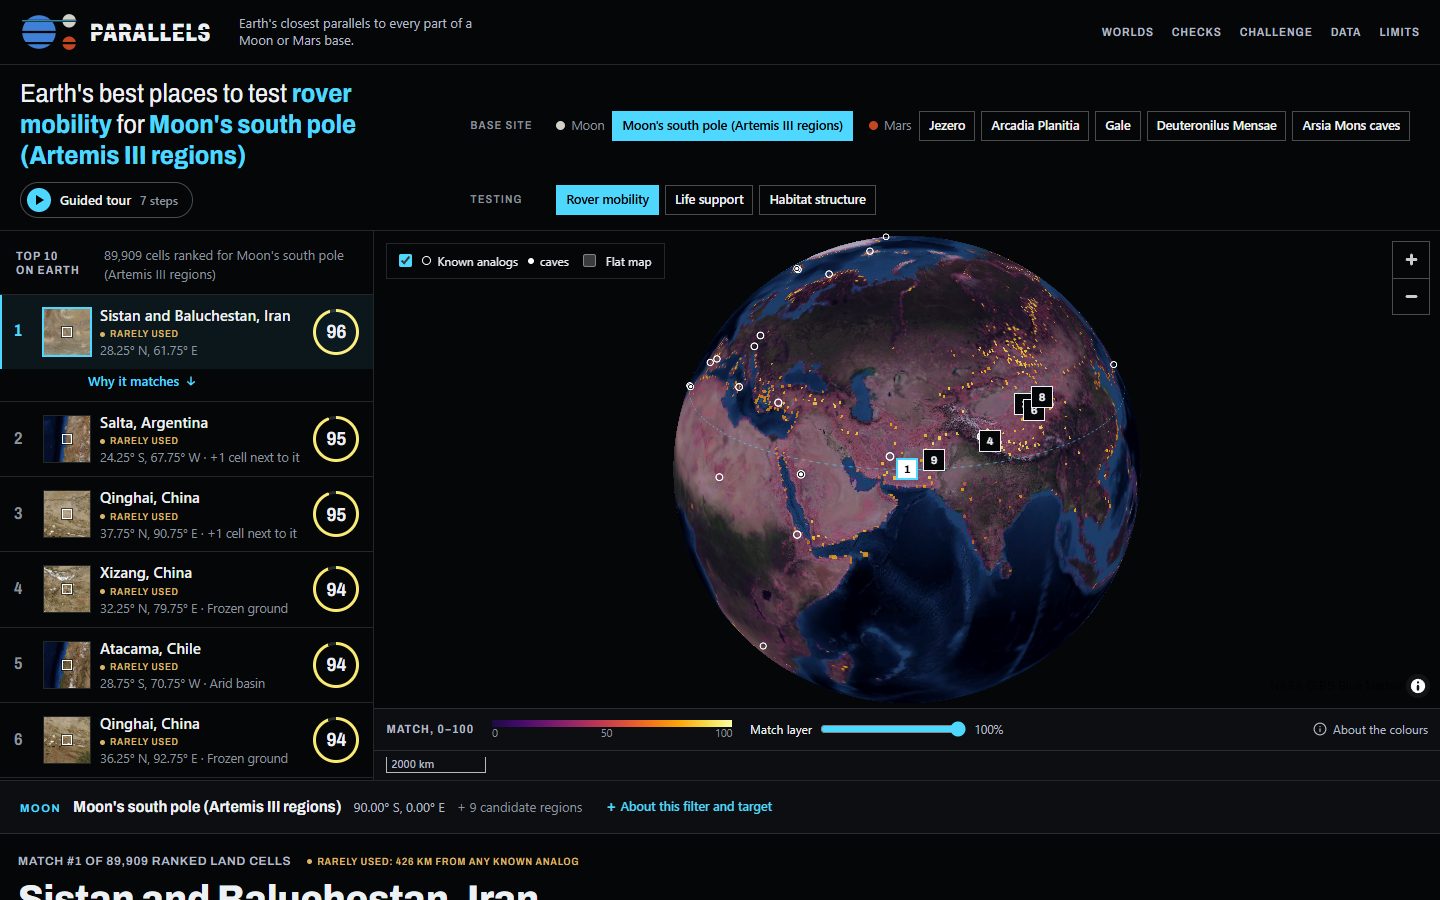 PARALLELS
Earth's closest parallels to every part of a
Moon or Mars base.
WORLDS CHECKS CHALLENGE DATA LIMITS
Earth's best places to test rover
mobility for Moon's south pole
(Artemis III regions)
Guided tour 7 steps
BASE SITE Moon Moon's south pole (Artemis III regions) Mars Jezero Arcadia Planitia Gale Deuteronilus Mensae Arsia Mons caves
TESTING Rover mobility Life support Habitat structure
TOP 10
ON EARTH
89,909 cells ranked for Moon's south pole
(Artemis III regions)
1 Sistan and Baluchestan, Iran 96
RARELY USED
28.25° N, 61.75° E
Why it matches ↓
2 Salta, Argentina 95
RARELY USED
24.25° S, 67.75° W · +1 cell next to it
3 Qinghai, China 95
RARELY USED
37.75° N, 90.75° E · +1 cell next to it
4 Xizang, China 94
RARELY USED
32.25° N, 79.75° E · Frozen ground
5 Atacama, Chile 94
RARELY USED
28.75° S, 70.75° W · Arid basin
6 Qinghai, China 94
RARELY USED
36.25° N, 92.75° E · Frozen ground
Known analogs caves Flat map
+
−
8
6
4
9
1
MATCH, 0–100 0 50 100 Match layer 100% About the colours
2000 km
MOON Moon's south pole (Artemis III regions) 90.00° S, 0.00° E + 9 candidate regions + About this filter and target
MATCH #1 OF 89,909 RANKED LAND CELLS RARELY USED: 426 KM FROM ANY KNOWN ANALOG
Sistan and Baluchestan, Iran